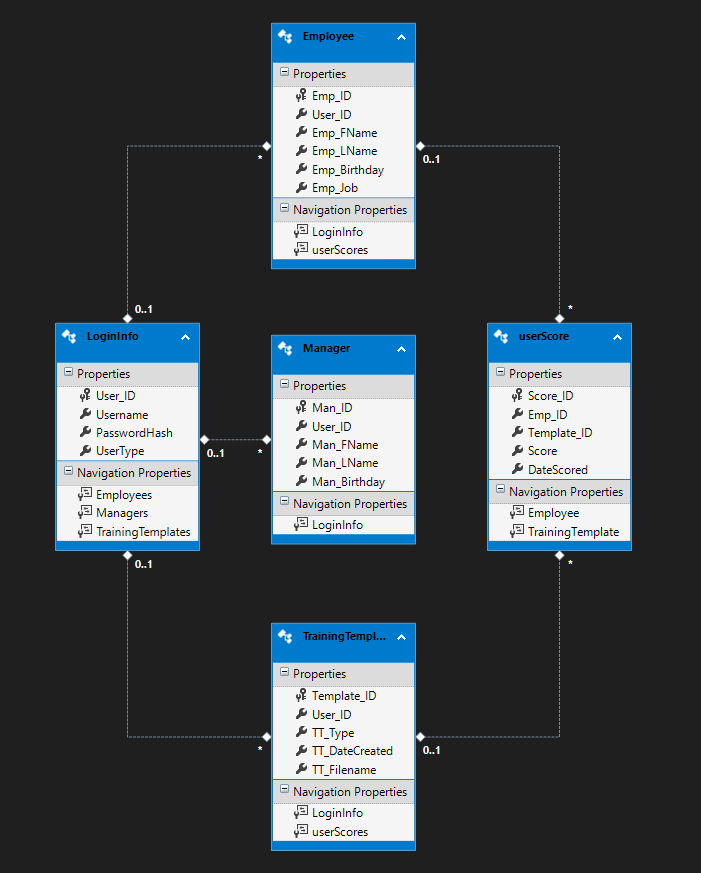 Employee
Properties
Emp_ID
User_ID
Emp_FName
Emp_LName
Emp_Birthday
Emp_Job
Navigation Properties
LoginInfo
userScores
*
0..1
0..1
*
LoginInfo
Properties
User_ID
Username
PasswordHash
UserType
Navigation Properties
Employees
Managers
TrainingTemplates
0..1
*
Manager
Properties
Man_ID
User_ID
Man_FName
Man_LName
Man_Birthday
Navigation Properties
LoginInfo
userScore
Properties
Score_ID
Emp_ID
Template_ID
Score
DateScored
Navigation Properties
Employee
TrainingTemplate
0..1
*
TrainingTempl...
Properties
Template_ID
User_ID
TT_Type
TT_DateCreated
TT_Filename
Navigation Properties
LoginInfo
userScores
*
0..1